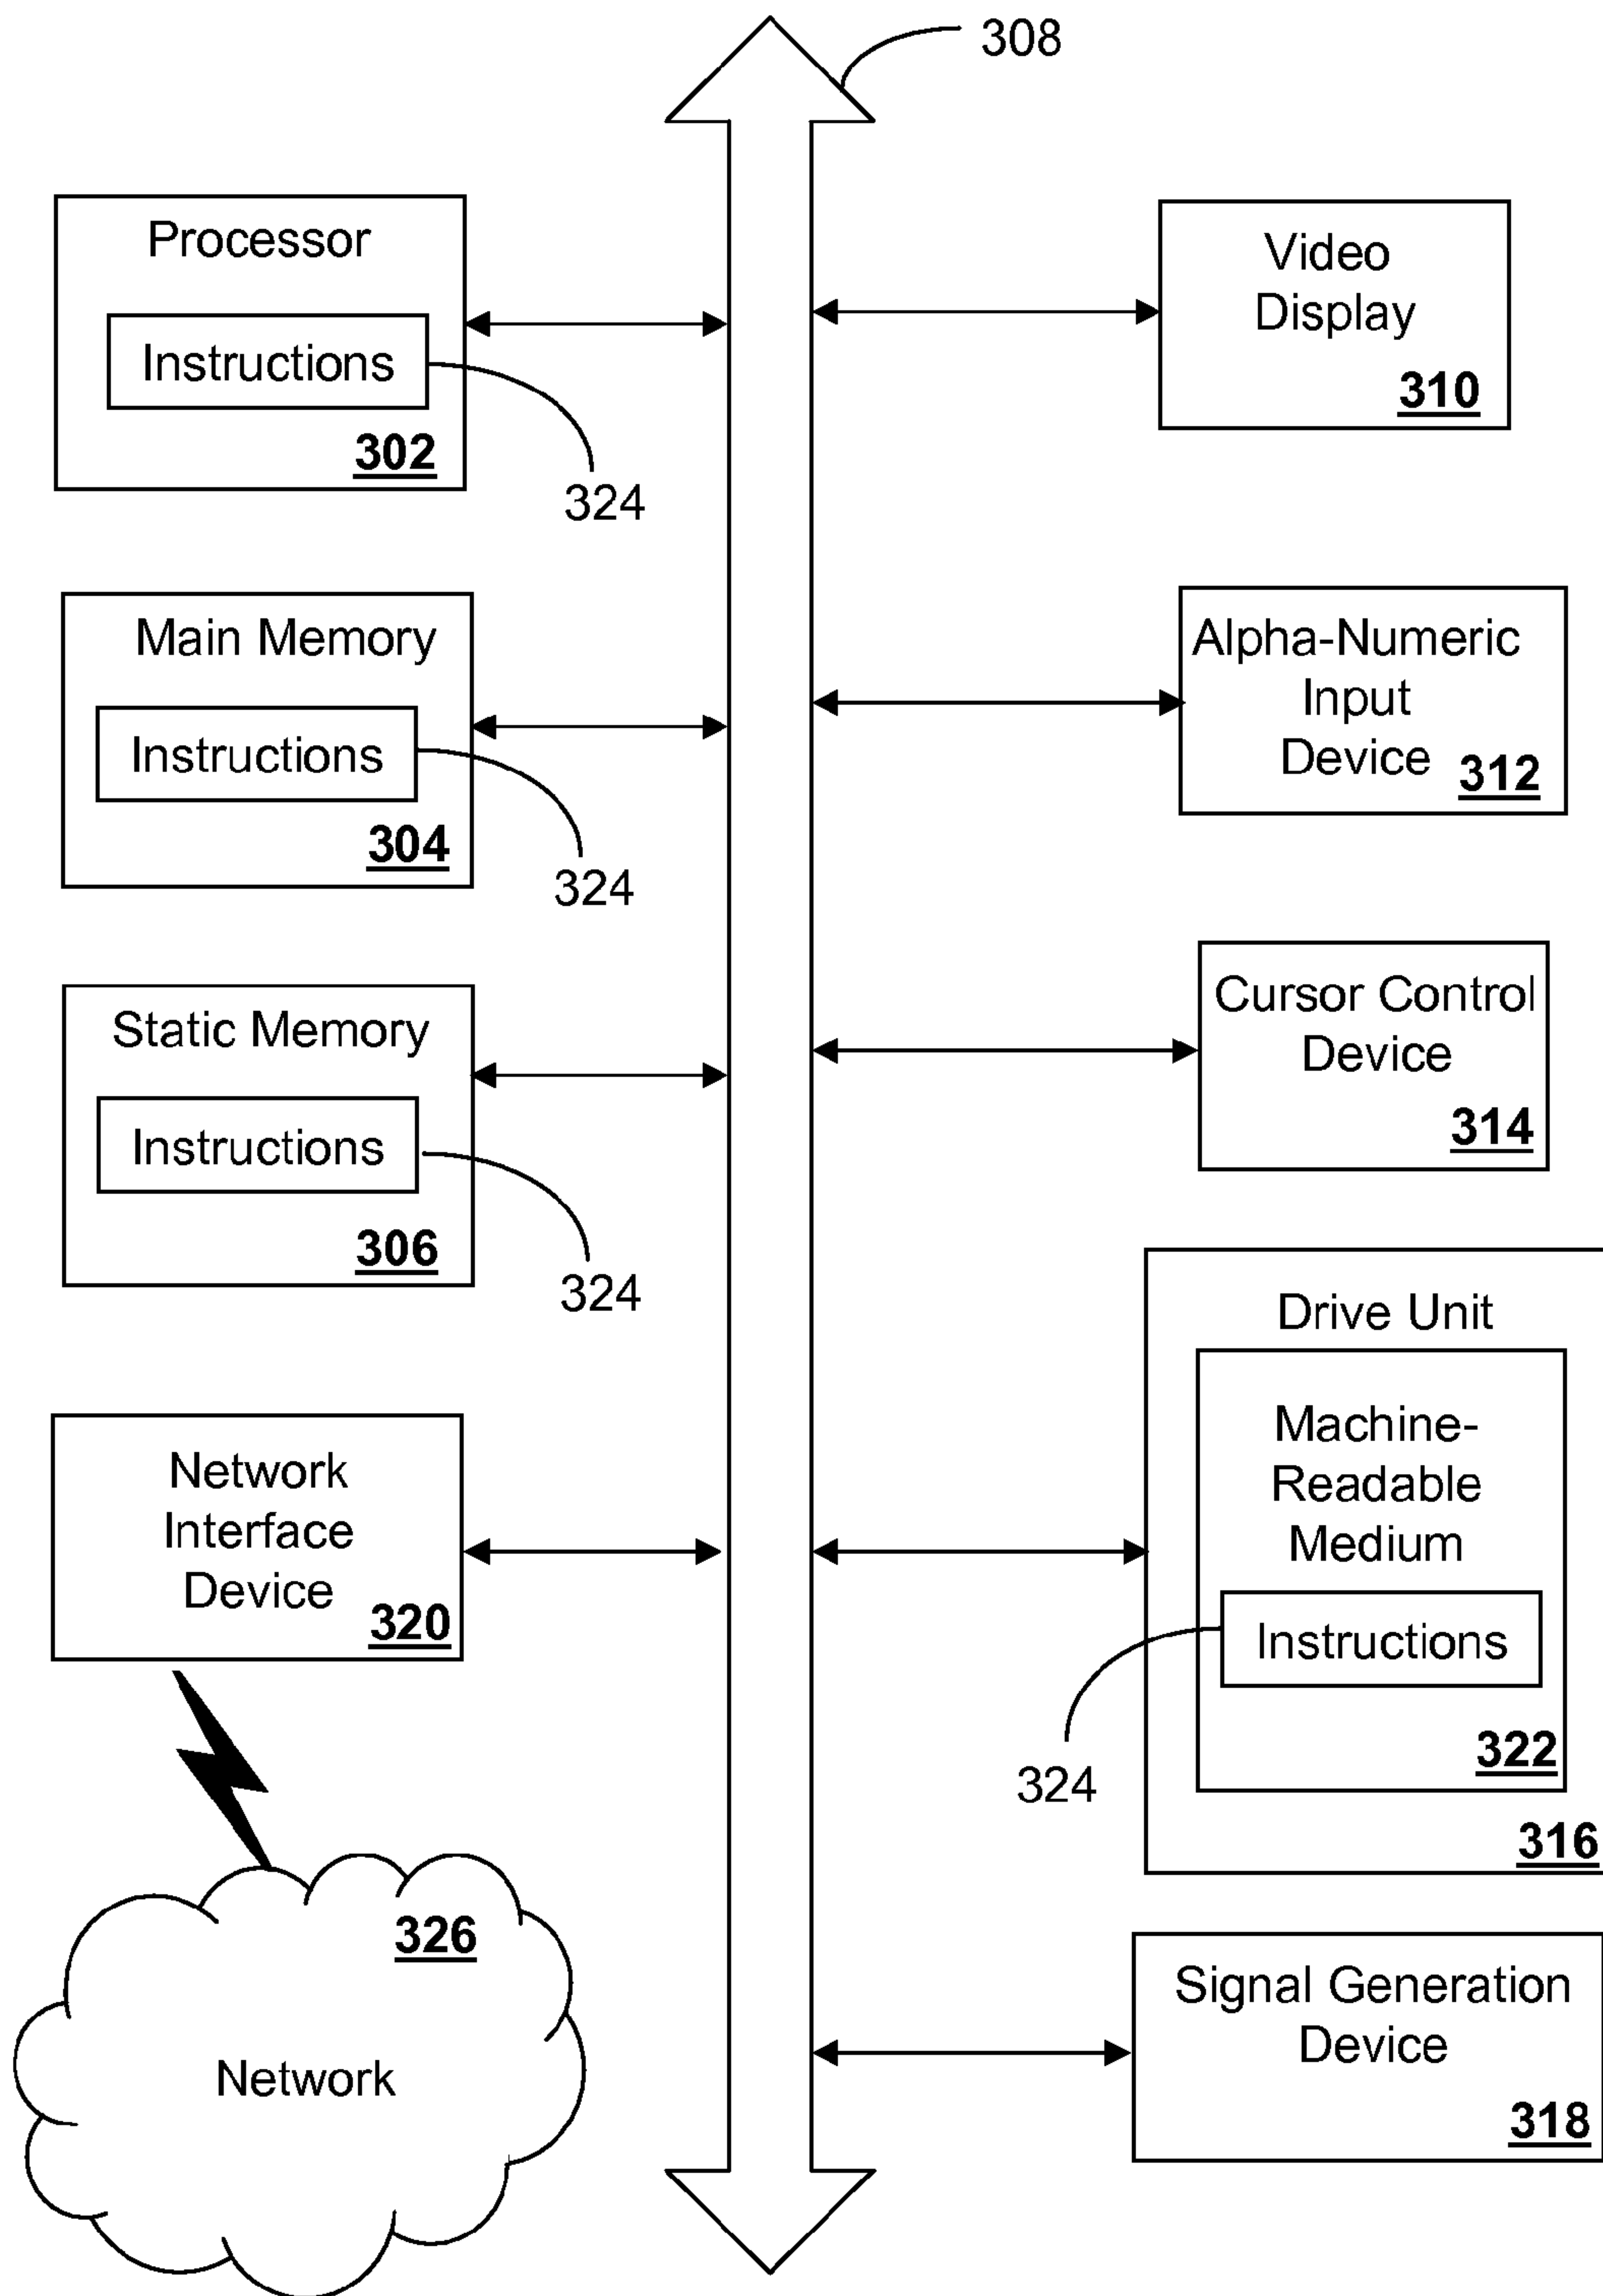 308
Processor
Instructions
302
324
Main Memory
Instructions
304
324
Static Memory
Instructions
306
324
Network
Interface
Device
320
326
Network
Video
Display
310
Alpha-Numeric
Input
Device
312
Cursor Control
Device
314
Drive Unit
Machine-
Readable
Medium
Instructions
322
324
316
Signal Generation
Device
318